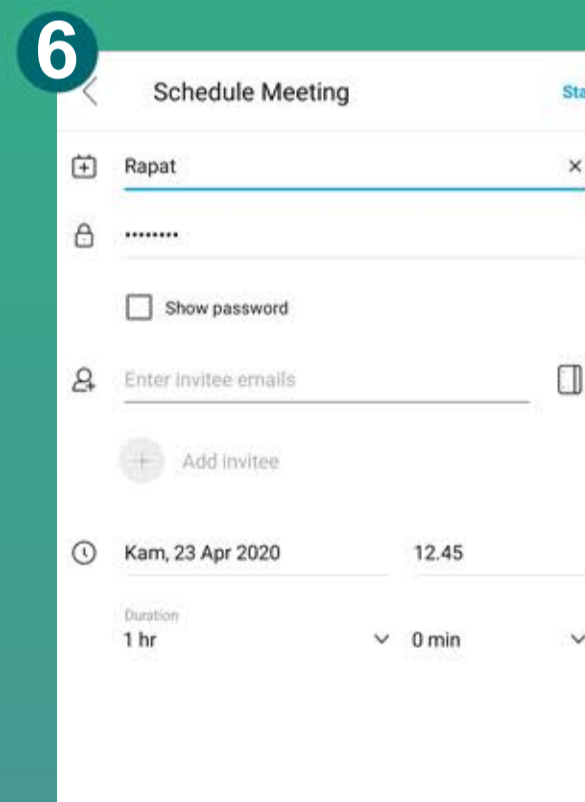 6
Schedule Meeting Sta
Rapat
••••••••
Show password
Enter invitee emails
Add invitee
Kam, 23 Apr 2020 12.45
Duration
1 hr 0 min